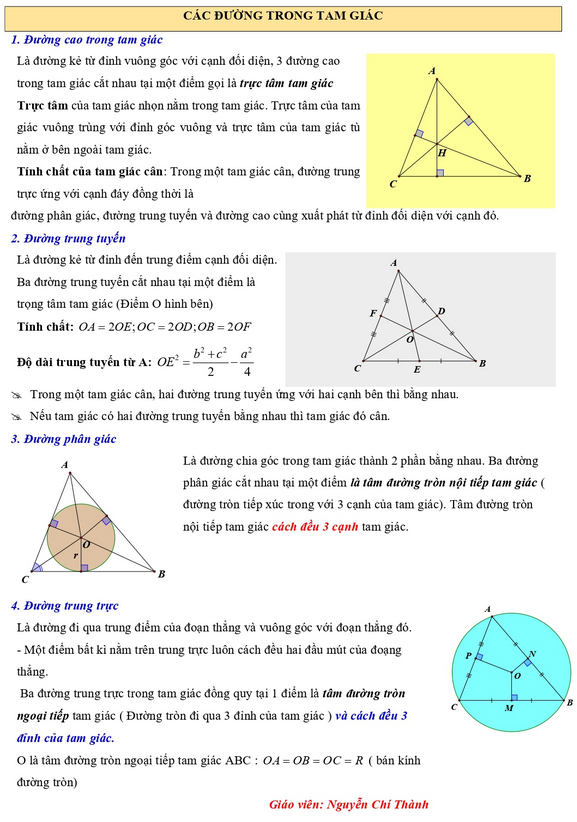 CÁC ĐƯỜNG TRONG TAM GIÁC
1. Đường cao trong tam giác
Là đường kẻ từ đỉnh vuông góc với cạnh đối diện, 3 đường cao
trong tam giác cắt nhau tại một điểm gọi là trực tâm tam giác
Trực tâm của tam giác nhọn nằm trong tam giác. Trực tâm của tam
giác vuông trùng với đỉnh góc vuông và trực tâm của tam giác tù
nằm ở bên ngoài tam giác.
Tính chất của tam giác cân: Trong một tam giác cân, đường trung
trực ứng với cạnh đáy đồng thời là
đường phân giác, đường trung tuyến và đường cao cùng xuất phát từ đỉnh đối diện với cạnh đó.
A
H
C
B
2. Đường trung tuyến
Là đường kẻ từ đỉnh đến trung điểm cạnh đối diện.
Ba đường trung tuyến cắt nhau tại một điểm là
trọng tâm tam giác (Điểm O hình bên)
Tính chất: OA = 2OE; OC = 2OD; OB = 2OF
Độ dài trung tuyến từ A: OE² = (b² + c²)/2 − a²/4
A
F
D
O
C
E
B
Trong một tam giác cân, hai đường trung tuyến ứng với hai cạnh bên thì bằng nhau.
Nếu tam giác có hai đường trung tuyến bằng nhau thì tam giác đó cân.
3. Đường phân giác
A
O
r
C
B
Là đường chia góc trong tam giác thành 2 phần bằng nhau. Ba đường
phân giác cắt nhau tại một điểm là tâm đường tròn nội tiếp tam giác (
đường tròn tiếp xúc trong với 3 cạnh của tam giác). Tâm đường tròn
nội tiếp tam giác cách đều 3 cạnh tam giác.
4. Đường trung trực
Là đường đi qua trung điểm của đoạn thẳng và vuông góc với đoạn thẳng đó.
- Một điểm bất kì nằm trên trung trực luôn cách đều hai đầu mút của đoạng
thẳng.
Ba đường trung trực trong tam giác đồng quy tại 1 điểm là tâm đường tròn
ngoại tiếp tam giác ( Đường tròn đi qua 3 đỉnh của tam giác ) và cách đều 3
đỉnh của tam giác.
O là tâm đường tròn ngoại tiếp tam giác ABC : OA = OB = OC = R ( bán kính
đường tròn)
A
P
N
O
C
M
B
Giáo viên: Nguyễn Chí Thành